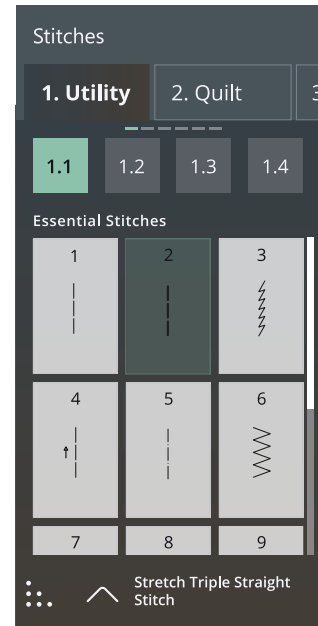 Stitches
1. Utility 2. Quilt 3
1.1 1.2 1.3 1.4
Essential Stitches
1 2 3
4 5 6
7 8 9
Stretch Triple Straight
Stitch